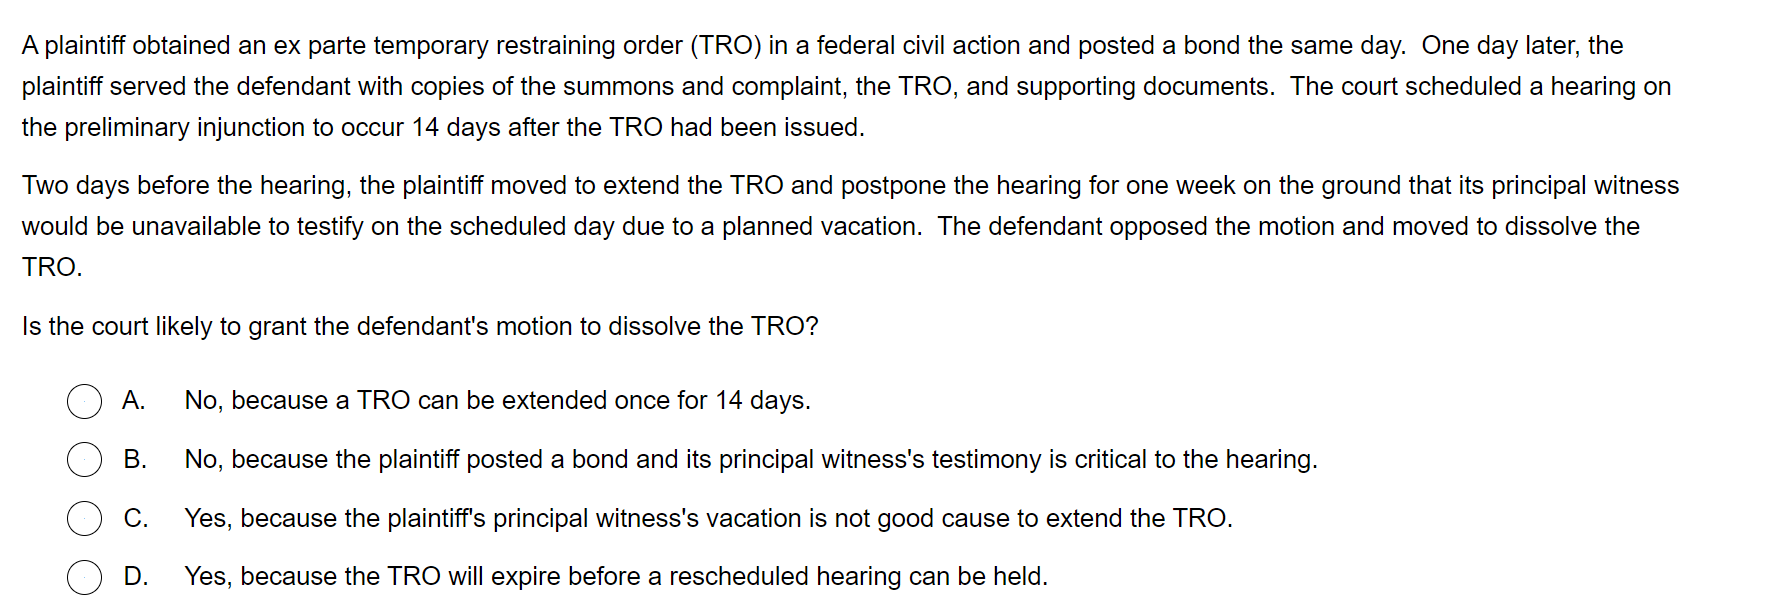 A plaintiff obtained an ex parte temporary restraining order (TRO) in a federal civil action and posted a bond the same day.  One day later, the
plaintiff served the defendant with copies of the summons and complaint, the TRO, and supporting documents.  The court scheduled a hearing on
the preliminary injunction to occur 14 days after the TRO had been issued.
Two days before the hearing, the plaintiff moved to extend the TRO and postpone the hearing for one week on the ground that its principal witness
would be unavailable to testify on the scheduled day due to a planned vacation.  The defendant opposed the motion and moved to dissolve the
TRO.
Is the court likely to grant the defendant's motion to dissolve the TRO?
A. No, because a TRO can be extended once for 14 days.
B. No, because the plaintiff posted a bond and its principal witness's testimony is critical to the hearing.
C. Yes, because the plaintiff's principal witness's vacation is not good cause to extend the TRO.
D. Yes, because the TRO will expire before a rescheduled hearing can be held.